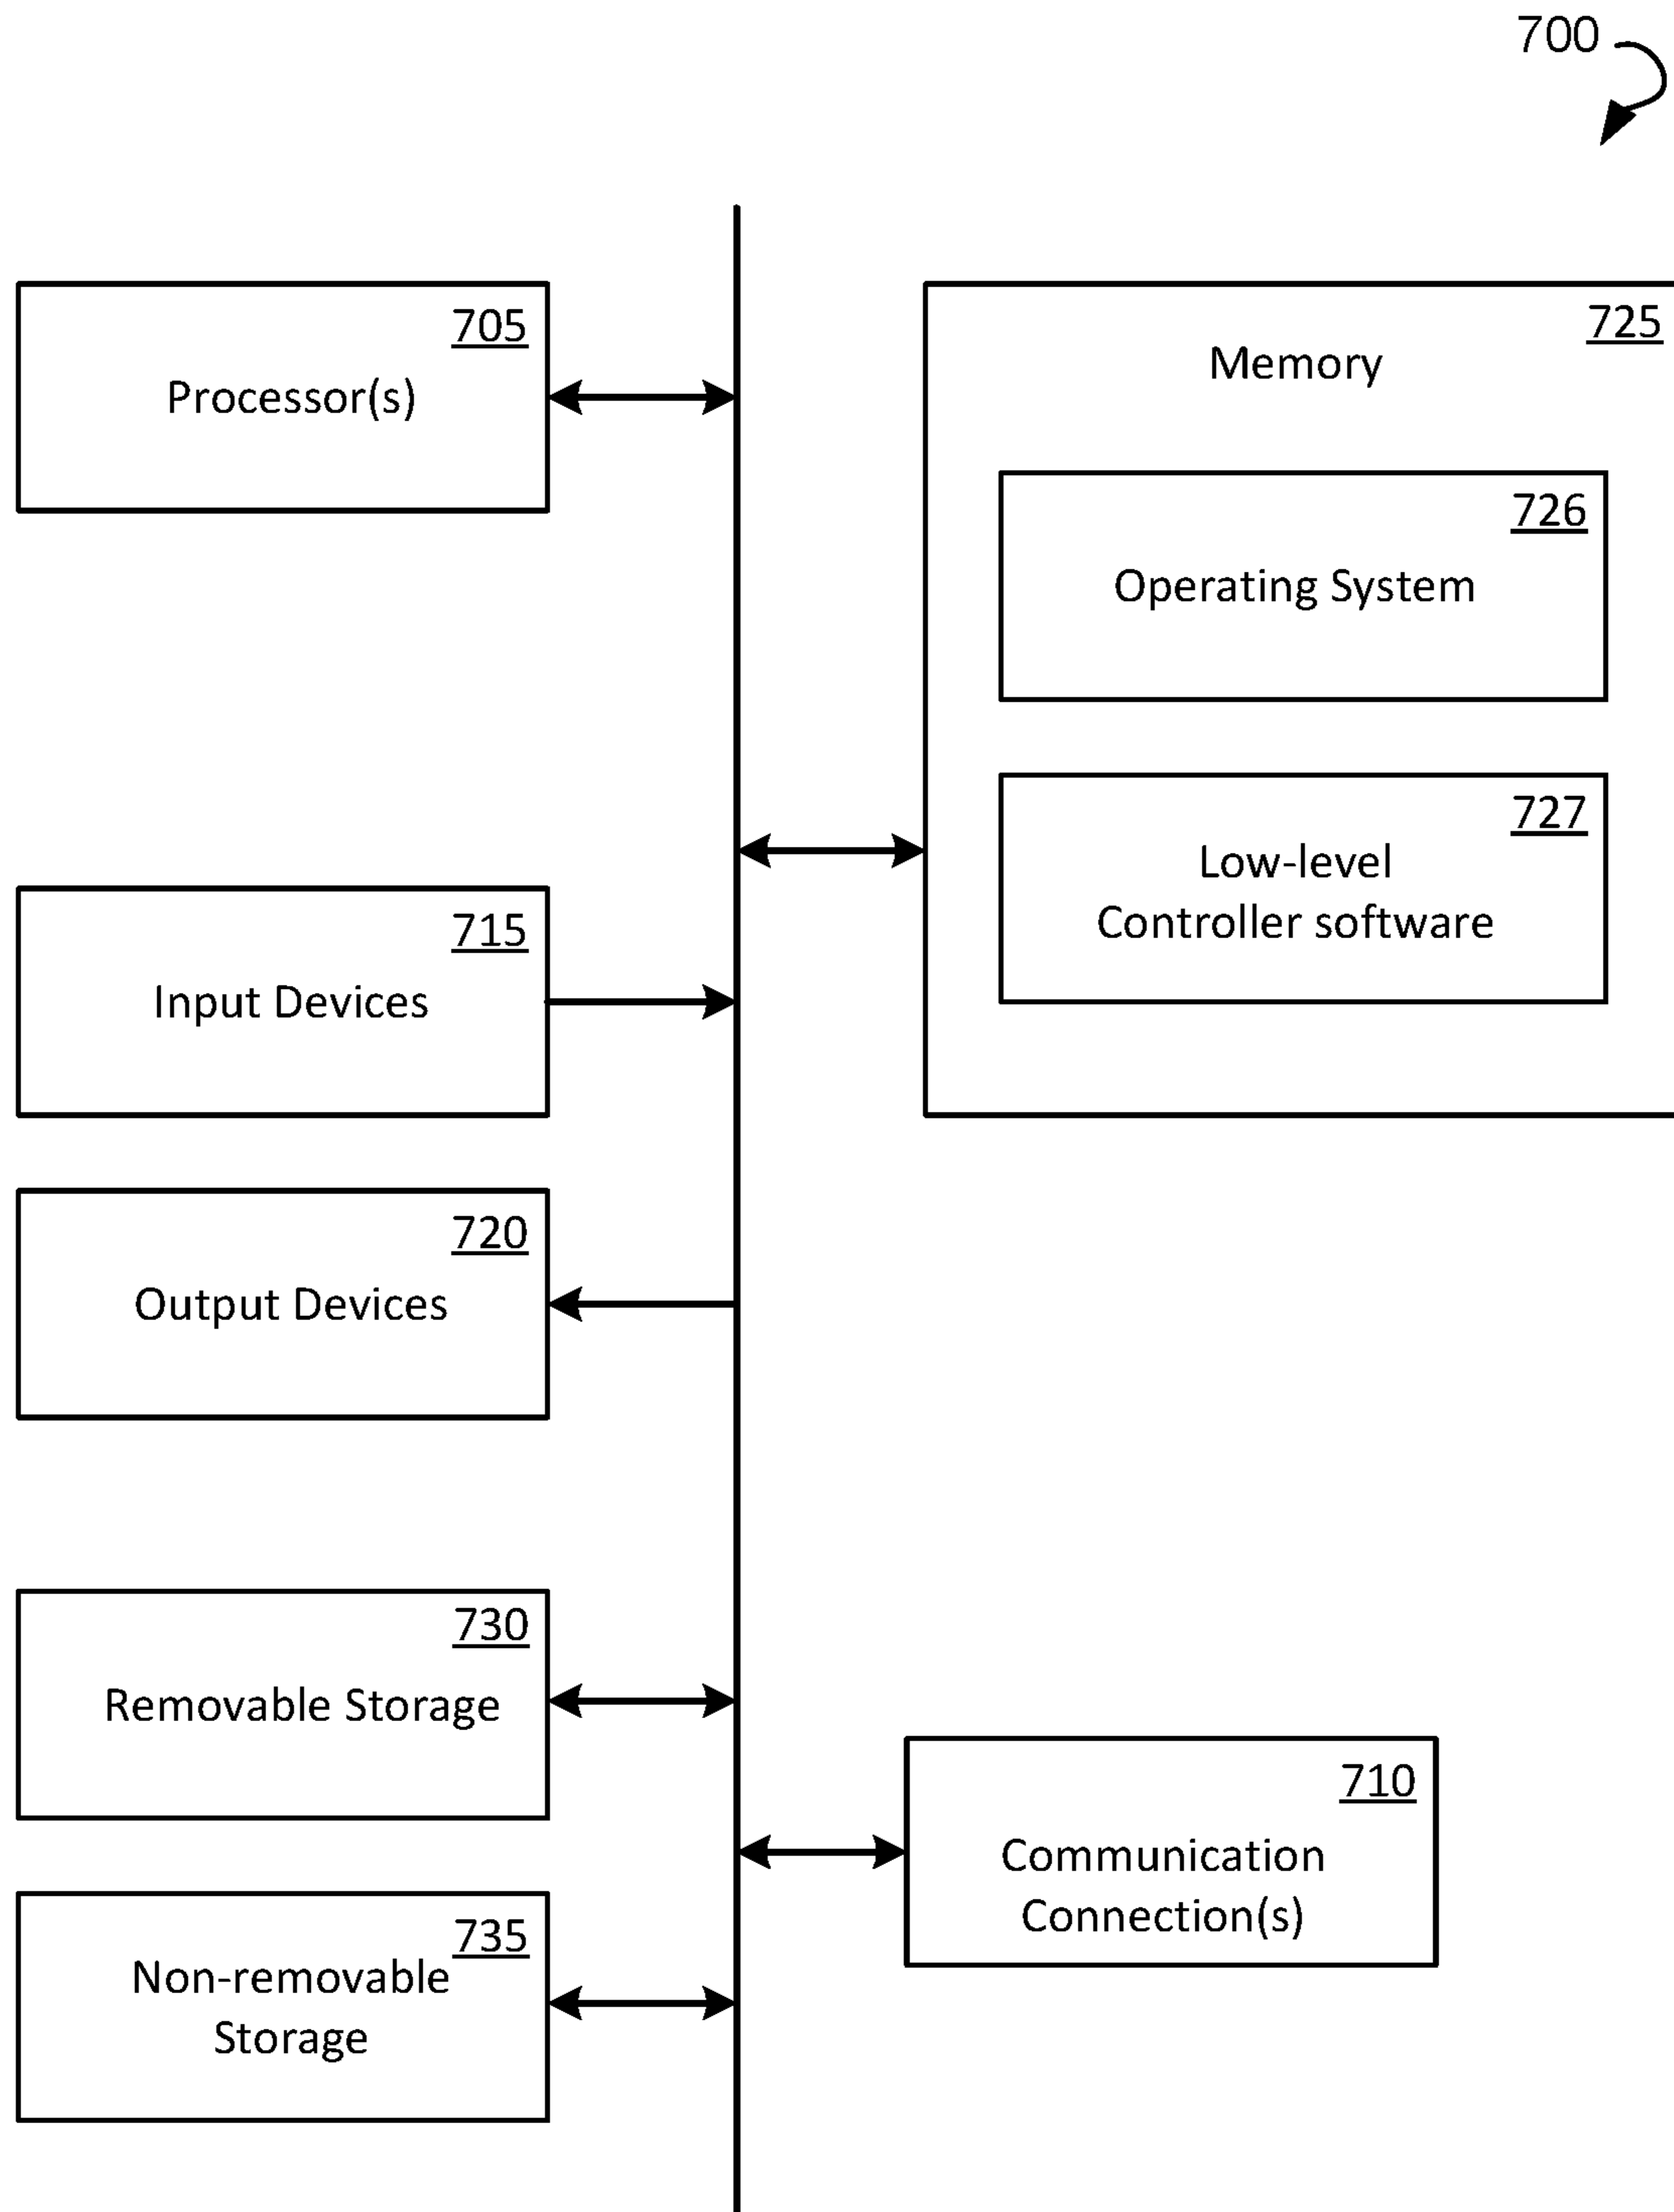 700
705
Processor(s)
725
Memory
726
Operating System
727
Low-level
Controller software
715
Input Devices
720
Output Devices
730
Removable Storage
710
Communication
Connection(s)
735
Non-removable
Storage